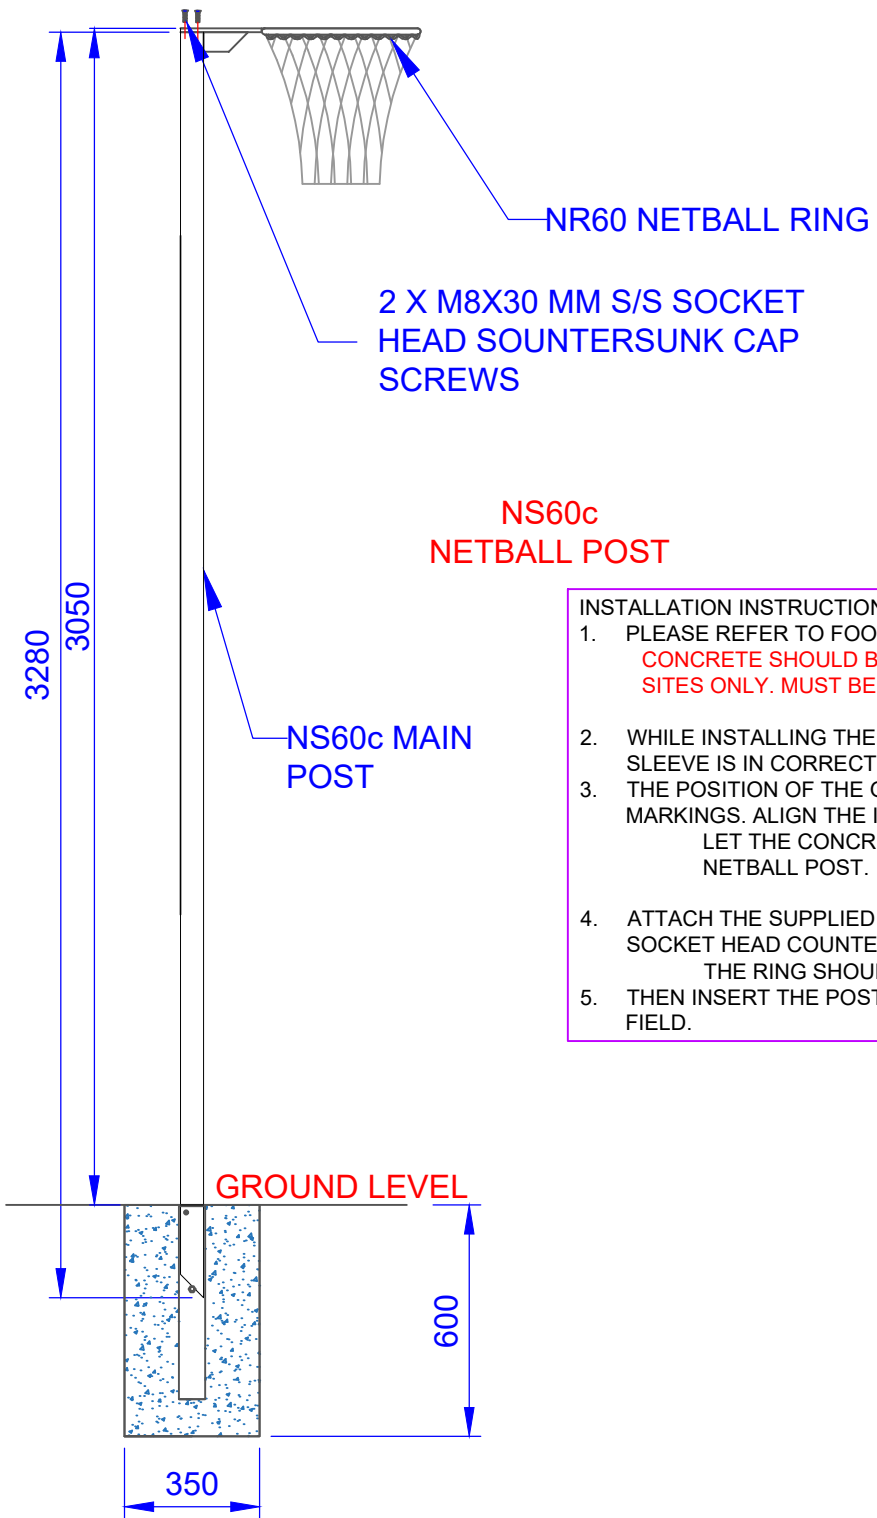 NR60 NETBALL RING
2 X M8X30 MM S/S SOCKET
HEAD SOUNTERSUNK CAP
SCREWS
NS60c
NETBALL POST
3280
3050
NS60c MAIN
POST
INSTALLATION INSTRUCTION
1. PLEASE REFER TO FOO
CONCRETE SHOULD B
SITES ONLY. MUST BE
2. WHILE INSTALLING THE
SLEEVE IS IN CORRECT
3. THE POSITION OF THE
MARKINGS. ALIGN THE
LET THE CONCR
NETBALL POST.
4. ATTACH THE SUPPLIED
SOCKET HEAD COUNTE
THE RING SHOU
5. THEN INSERT THE POST
FIELD.
GROUND LEVEL
600
350